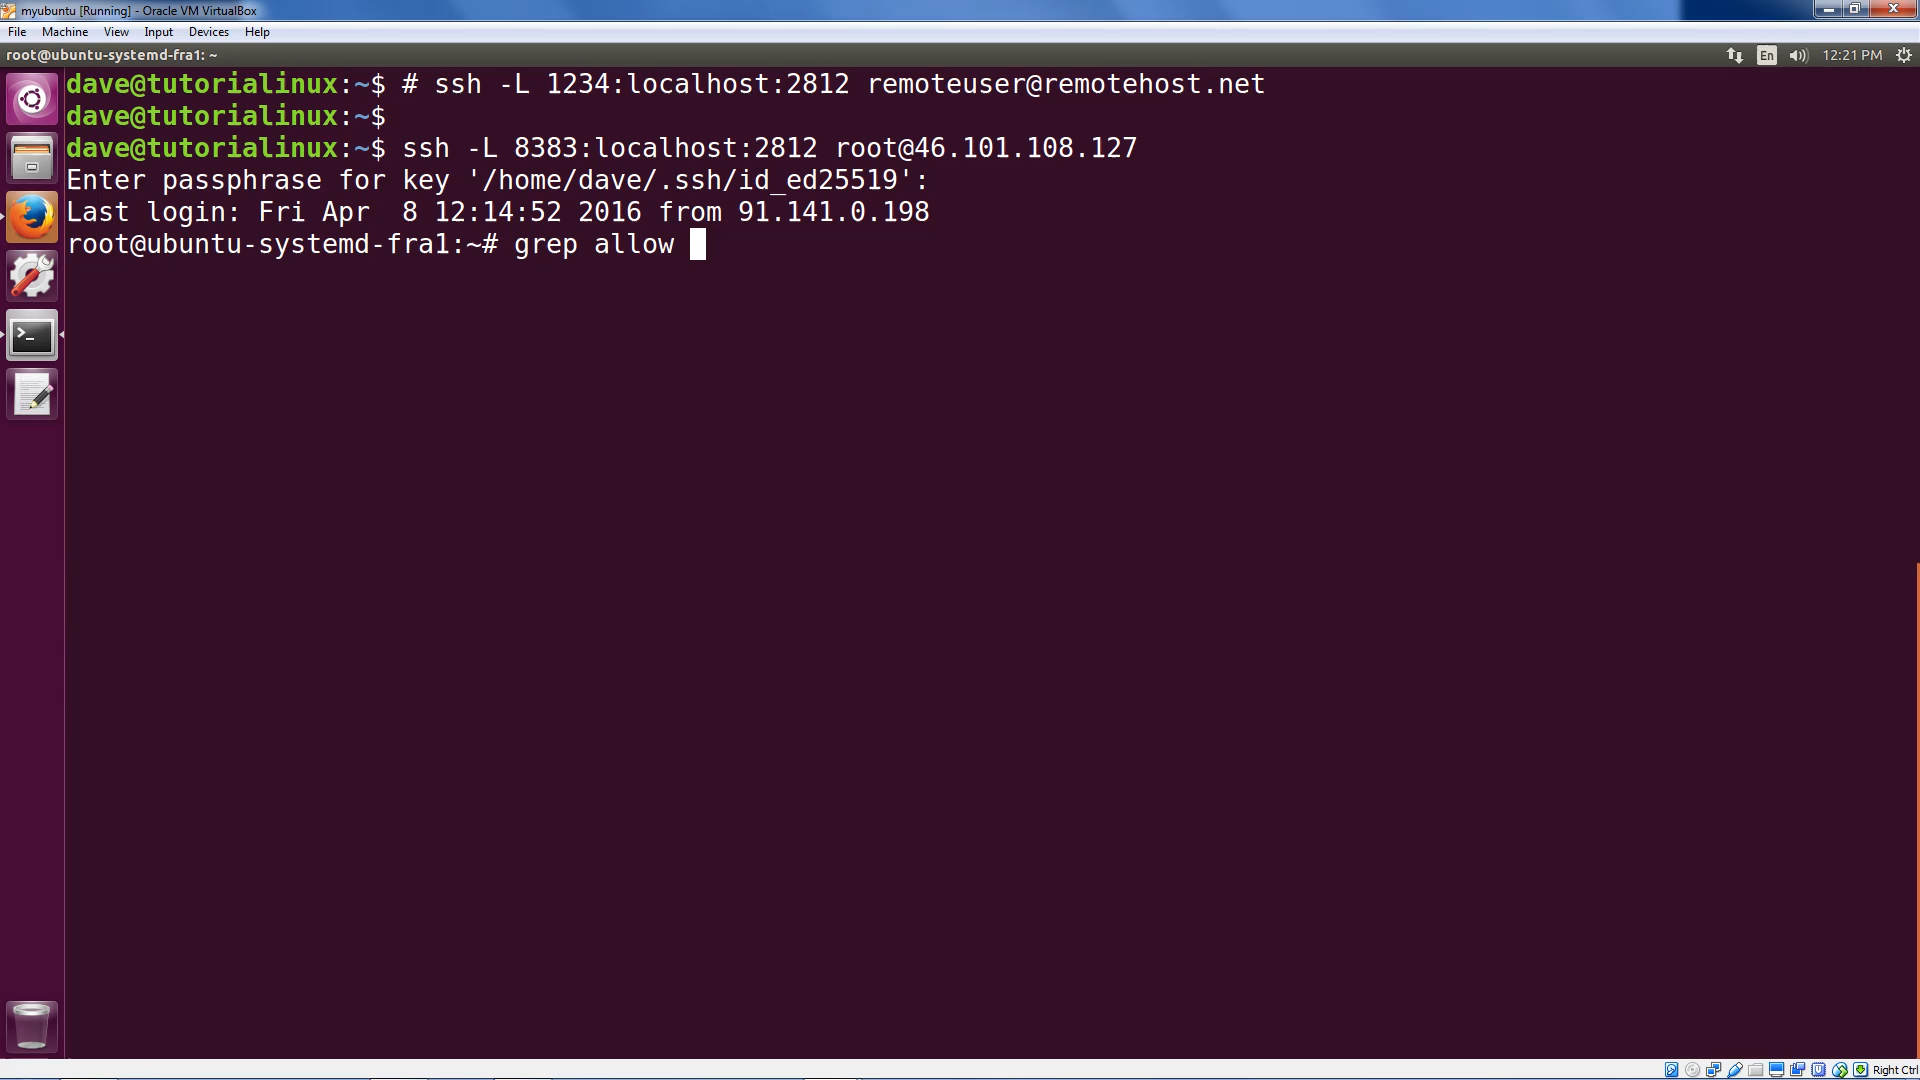 myubuntu [Running] - Oracle VM VirtualBox
File Machine View Input Devices Help
root@ubuntu-systemd-fra1: ~
En 12:21 PM
dave@tutorialinux:~$ # ssh -L 1234:localhost:2812 remoteuser@remotehost.net
dave@tutorialinux:~$
dave@tutorialinux:~$ ssh -L 8383:localhost:2812 root@46.101.108.127
Enter passphrase for key '/home/dave/.ssh/id_ed25519':
Last login: Fri Apr  8 12:14:52 2016 from 91.141.0.198
root@ubuntu-systemd-fra1:~# grep allow
Right Ctrl